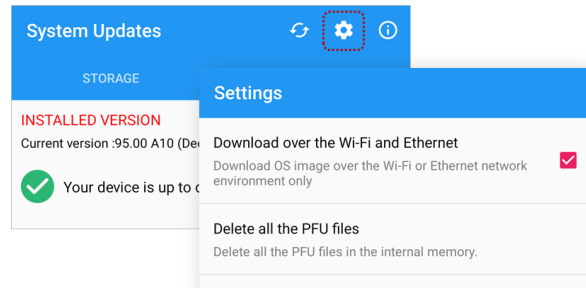 System Updates
STORAGE
INSTALLED VERSION
Current version :95.00 A10
Your device is up to
Settings
Download over the Wi-Fi and Ethernet
Download OS image over the Wi-Fi or Ethernet network
environment only
Delete all the PFU files
Delete all the PFU files in the internal memory.